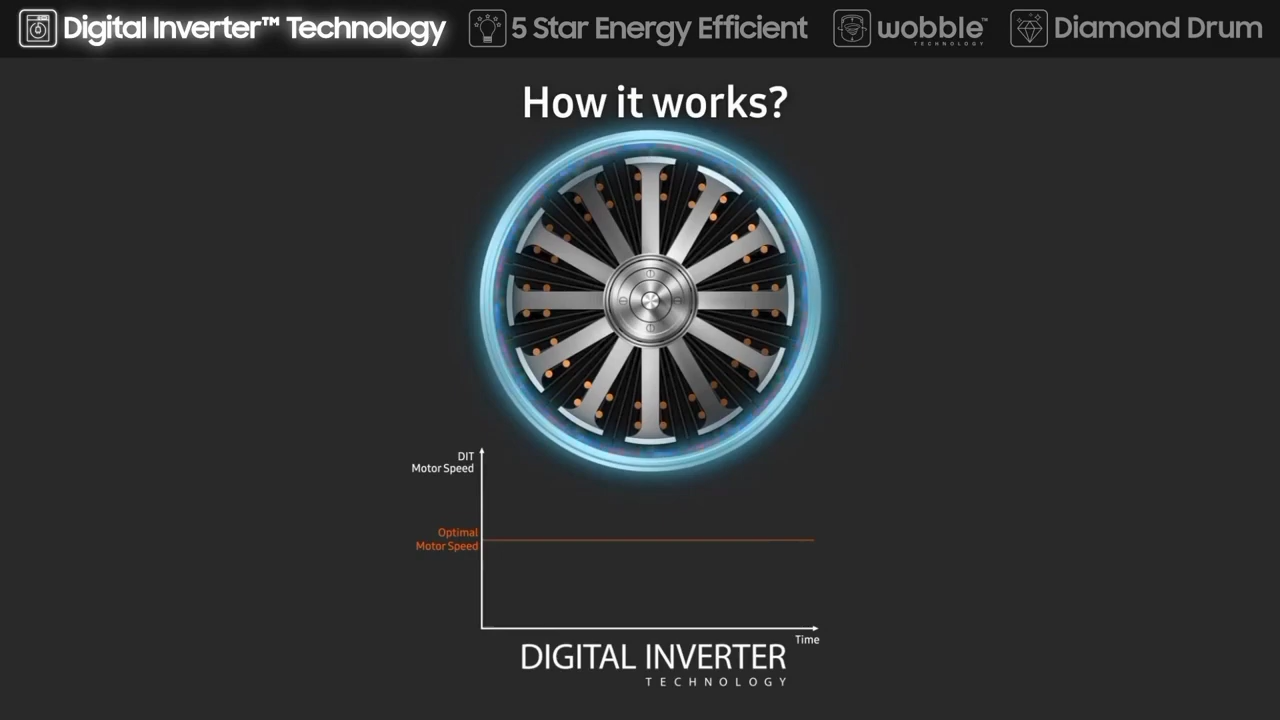 Digital Inverter™ Technology
5 Star Energy Efficient
wobble™
TECHNOLOGY
Diamond Drum
How it works?
DIT
Motor Speed
Optimal
Motor Speed
Time
DIGITAL INVERTER
TECHNOLOGY